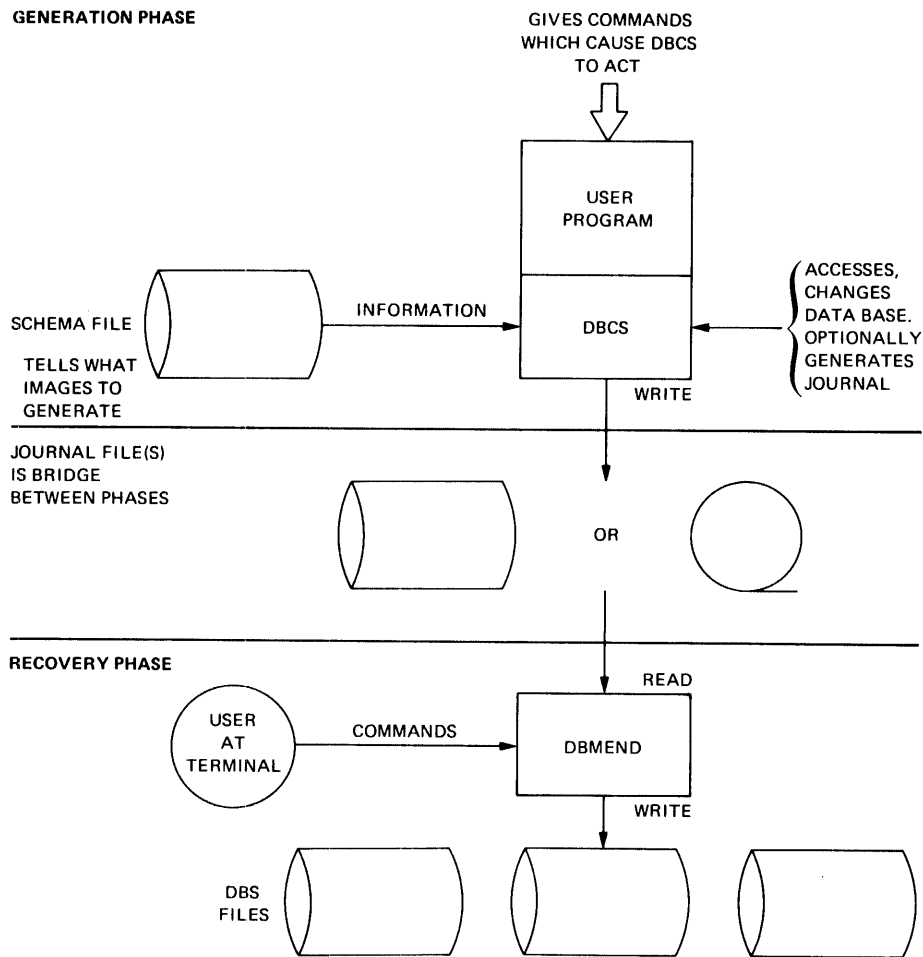 GENERATION PHASE
GIVES COMMANDS
WHICH CAUSE DBCS
TO ACT
USER
PROGRAM
SCHEMA FILE
TELLS WHAT
IMAGES TO
GENERATE
INFORMATION
DBCS
ACCESSES,
CHANGES
DATA BASE.
OPTIONALLY
GENERATES
JOURNAL
WRITE
JOURNAL FILE(S)
IS BRIDGE
BETWEEN PHASES
OR
RECOVERY PHASE
READ
USER
AT
TERMINAL
COMMANDS
DBMEND
WRITE
DBS
FILES